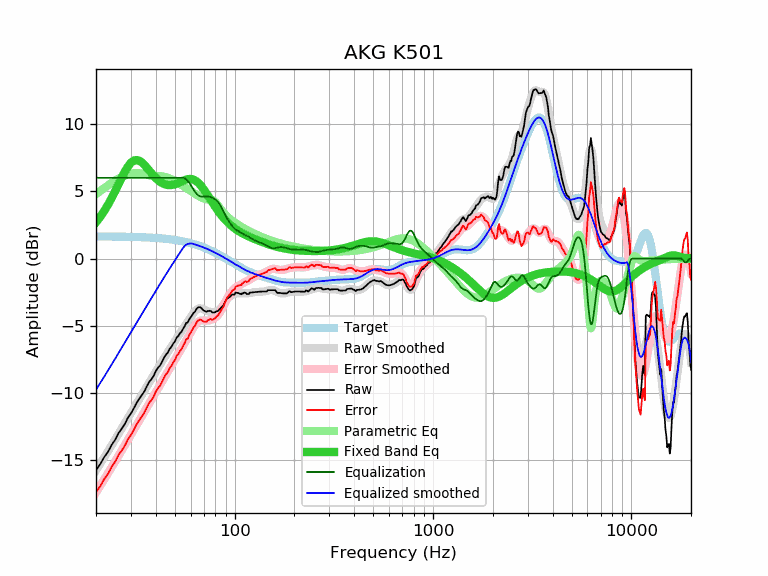 AKG K501
Amplitude (dBr)
10
5
0
−5
−10
−15
Target
Raw Smoothed
Error Smoothed
Raw
Error
Parametric Eq
Fixed Band Eq
Equalization
Equalized smoothed
100
1000
10000
Frequency (Hz)